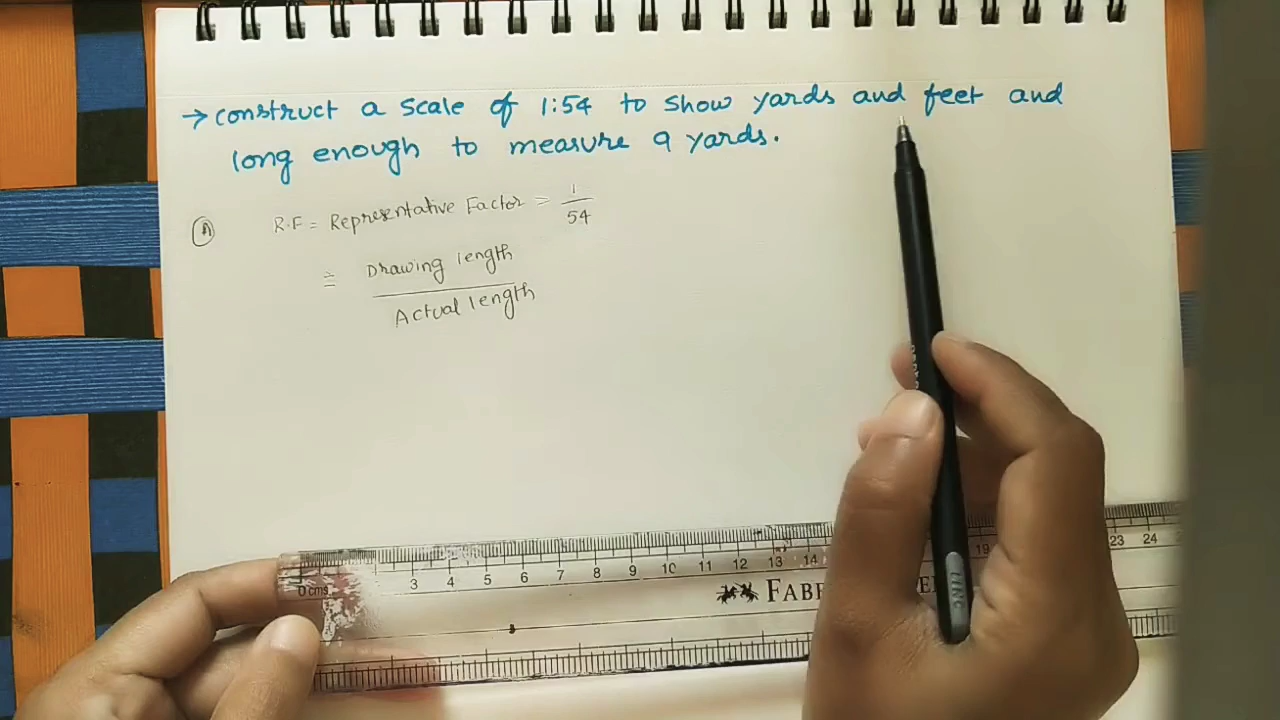 → construct a scale of 1:54 to show yards and feet and
long enough to measure 9 yards.
A R.F = Representative Factor = 1/54
= Drawing length
Actual length
0 cms 3 4 5 6 7 8 9 10 11 12 13 14 19 23 24
LINC